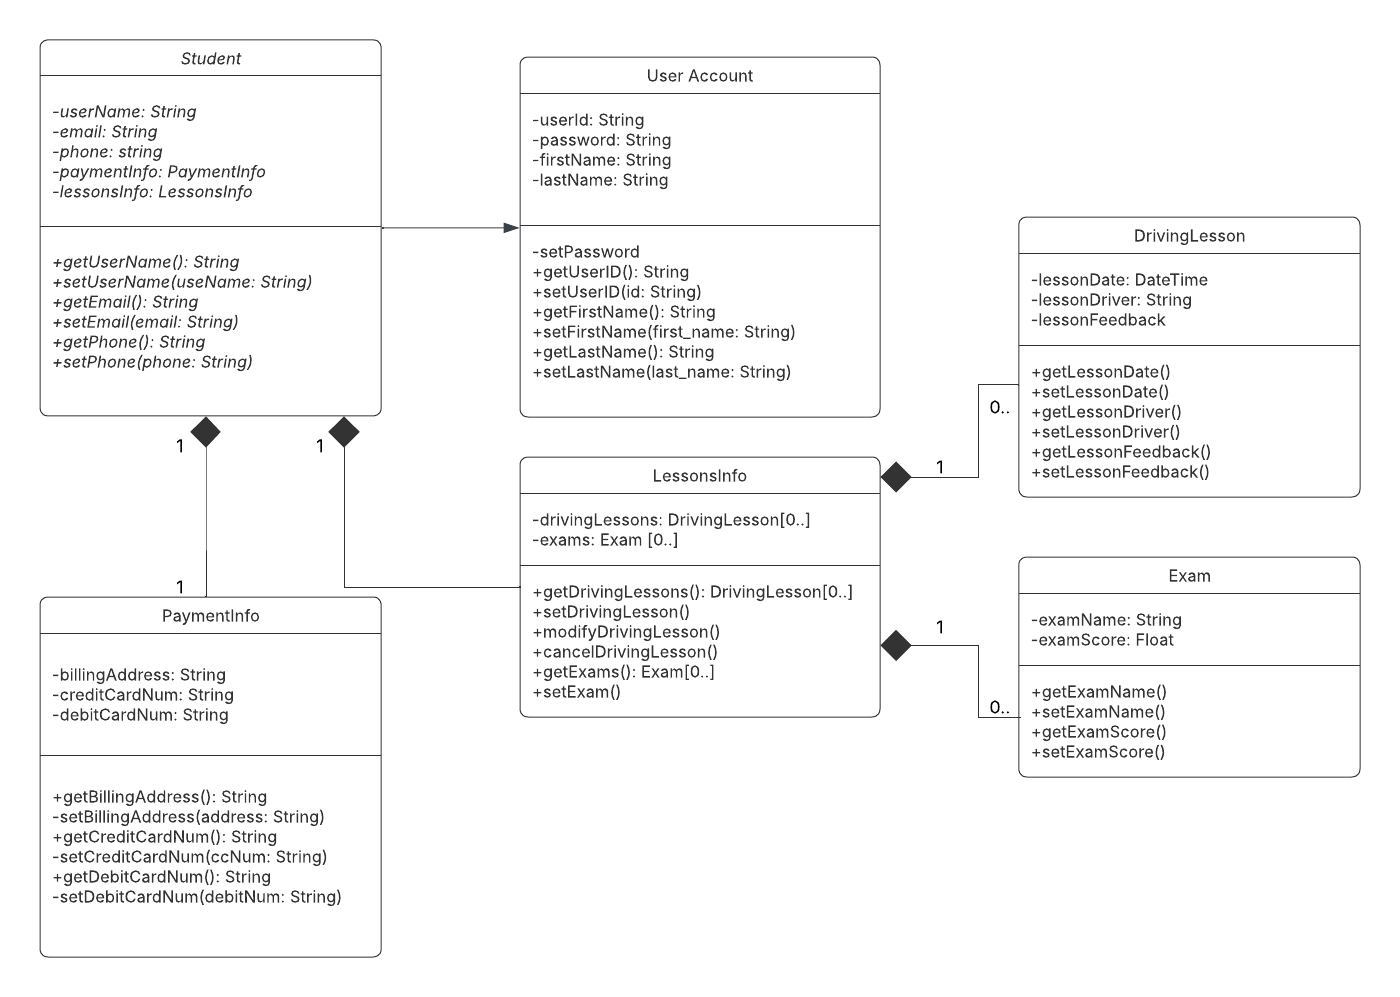 Student
-userName: String
-email: String
-phone: string
-paymentInfo: PaymentInfo
-lessonsInfo: LessonsInfo
+getUserName(): String
+setUserName(useName: String)
+getEmail(): String
+setEmail(email: String)
+getPhone(): String
+setPhone(phone: String)
User Account
-userId: String
-password: String
-firstName: String
-lastName: String
-setPassword
+getUserID(): String
+setUserID(id: String)
+getFirstName(): String
+setFirstName(first_name: String)
+getLastName(): String
+setLastName(last_name: String)
DrivingLesson
-lessonDate: DateTime
-lessonDriver: String
-lessonFeedback
+getLessonDate()
+setLessonDate()
+getLessonDriver()
+setLessonDriver()
+getLessonFeedback()
+setLessonFeedback()
1
1
1
0..
LessonsInfo
-drivingLessons: DrivingLesson[0..]
-exams: Exam [0..]
+getDrivingLessons(): DrivingLesson[0..]
+setDrivingLesson()
+modifyDrivingLesson()
+cancelDrivingLesson()
+getExams(): Exam[0..]
+setExam()
1
0..
Exam
-examName: String
-examScore: Float
+getExamName()
+setExamName()
+getExamScore()
+setExamScore()
1
PaymentInfo
-billingAddress: String
-creditCardNum: String
-debitCardNum: String
+getBillingAddress(): String
-setBillingAddress(address: String)
+getCreditCardNum(): String
-setCreditCardNum(ccNum: String)
+getDebitCardNum(): String
-setDebitCardNum(debitNum: String)